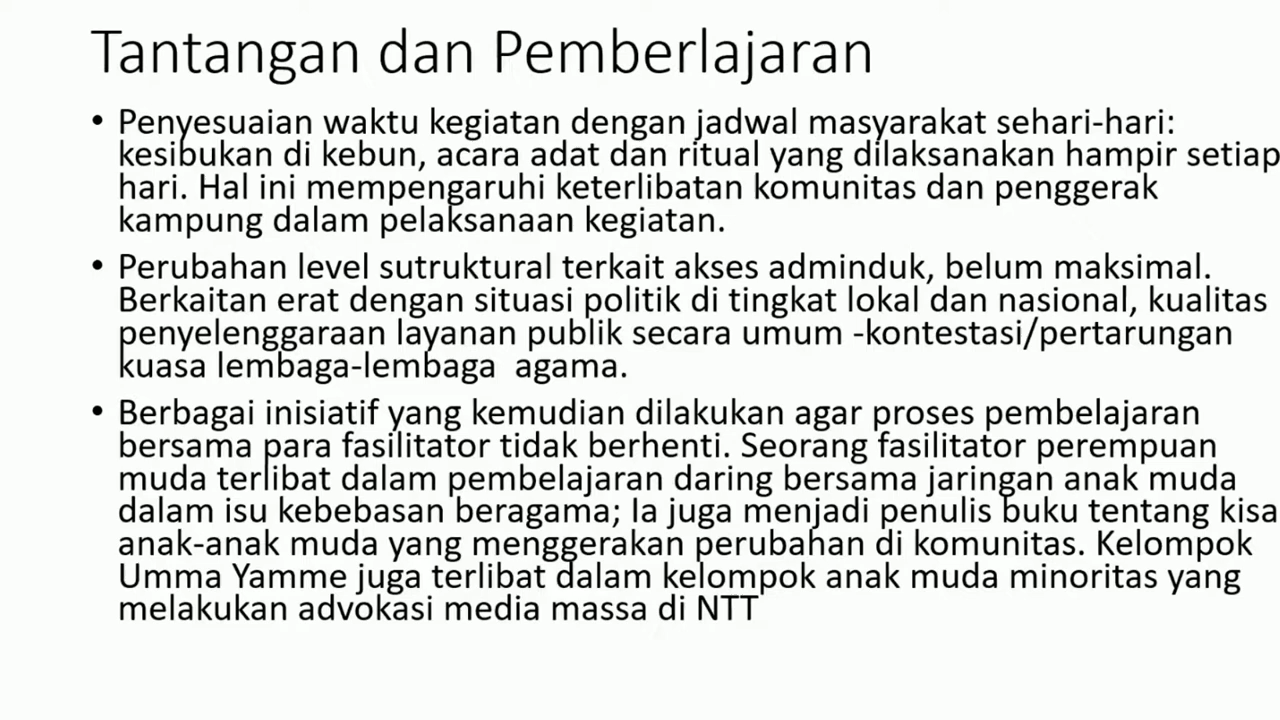 Tantangan dan Pemberlajaran
• Penyesuaian waktu kegiatan dengan jadwal masyarakat sehari-hari:
kesibukan di kebun, acara adat dan ritual yang dilaksanakan hampir setiap
hari. Hal ini mempengaruhi keterlibatan komunitas dan penggerak
kampung dalam pelaksanaan kegiatan.
• Perubahan level sutruktural terkait akses adminduk, belum maksimal.
Berkaitan erat dengan situasi politik di tingkat lokal dan nasional, kualitas
penyelenggaraan layanan publik secara umum -kontestasi/pertarungan
kuasa lembaga-lembaga  agama.
• Berbagai inisiatif yang kemudian dilakukan agar proses pembelajaran
bersama para fasilitator tidak berhenti. Seorang fasilitator perempuan
muda terlibat dalam pembelajaran daring bersama jaringan anak muda
dalam isu kebebasan beragama; Ia juga menjadi penulis buku tentang kisa
anak-anak muda yang menggerakan perubahan di komunitas. Kelompok
Umma Yamme juga terlibat dalam kelompok anak muda minoritas yang
melakukan advokasi media massa di NTT